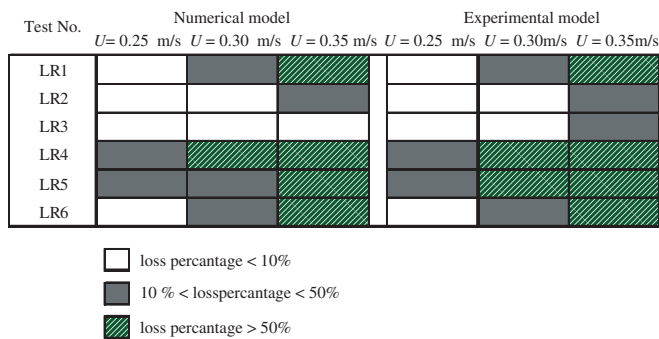 Test No.
Numerical model
Experimental model
U = 0.25 m/s U = 0.30 m/s U = 0.35 m/s U = 0.25 m/s U = 0.30m/s U = 0.35m/s
LR1
LR2
LR3
LR4
LR5
LR6
loss percantage < 10%
10 % < losspercantage < 50%
loss percantage > 50%